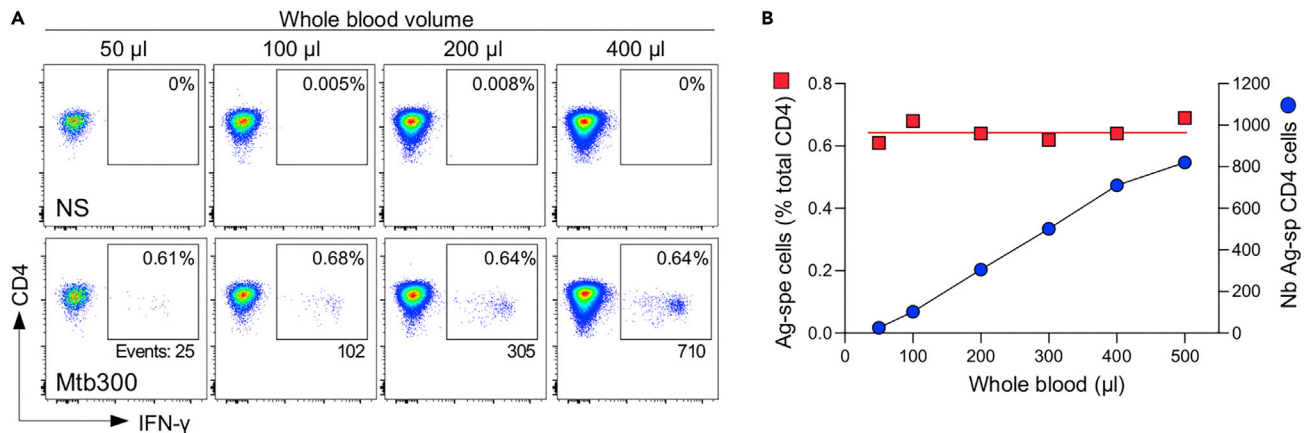 A
Whole blood volume
50 µl 100 µl 200 µl 400 µl
0% 0.005% 0.008% 0%
NS
0.61% 0.68% 0.64% 0.64%
Events: 25 102 305 710
Mtb300
CD4
IFN-γ
B
Ag-spe cells (% total CD4)
0.8
0.6
0.4
0.2
0.0
1200
1000
800
600
400
200
0
Nb Ag-sp CD4 cells
0 100 200 300 400 500
Whole blood (µl)